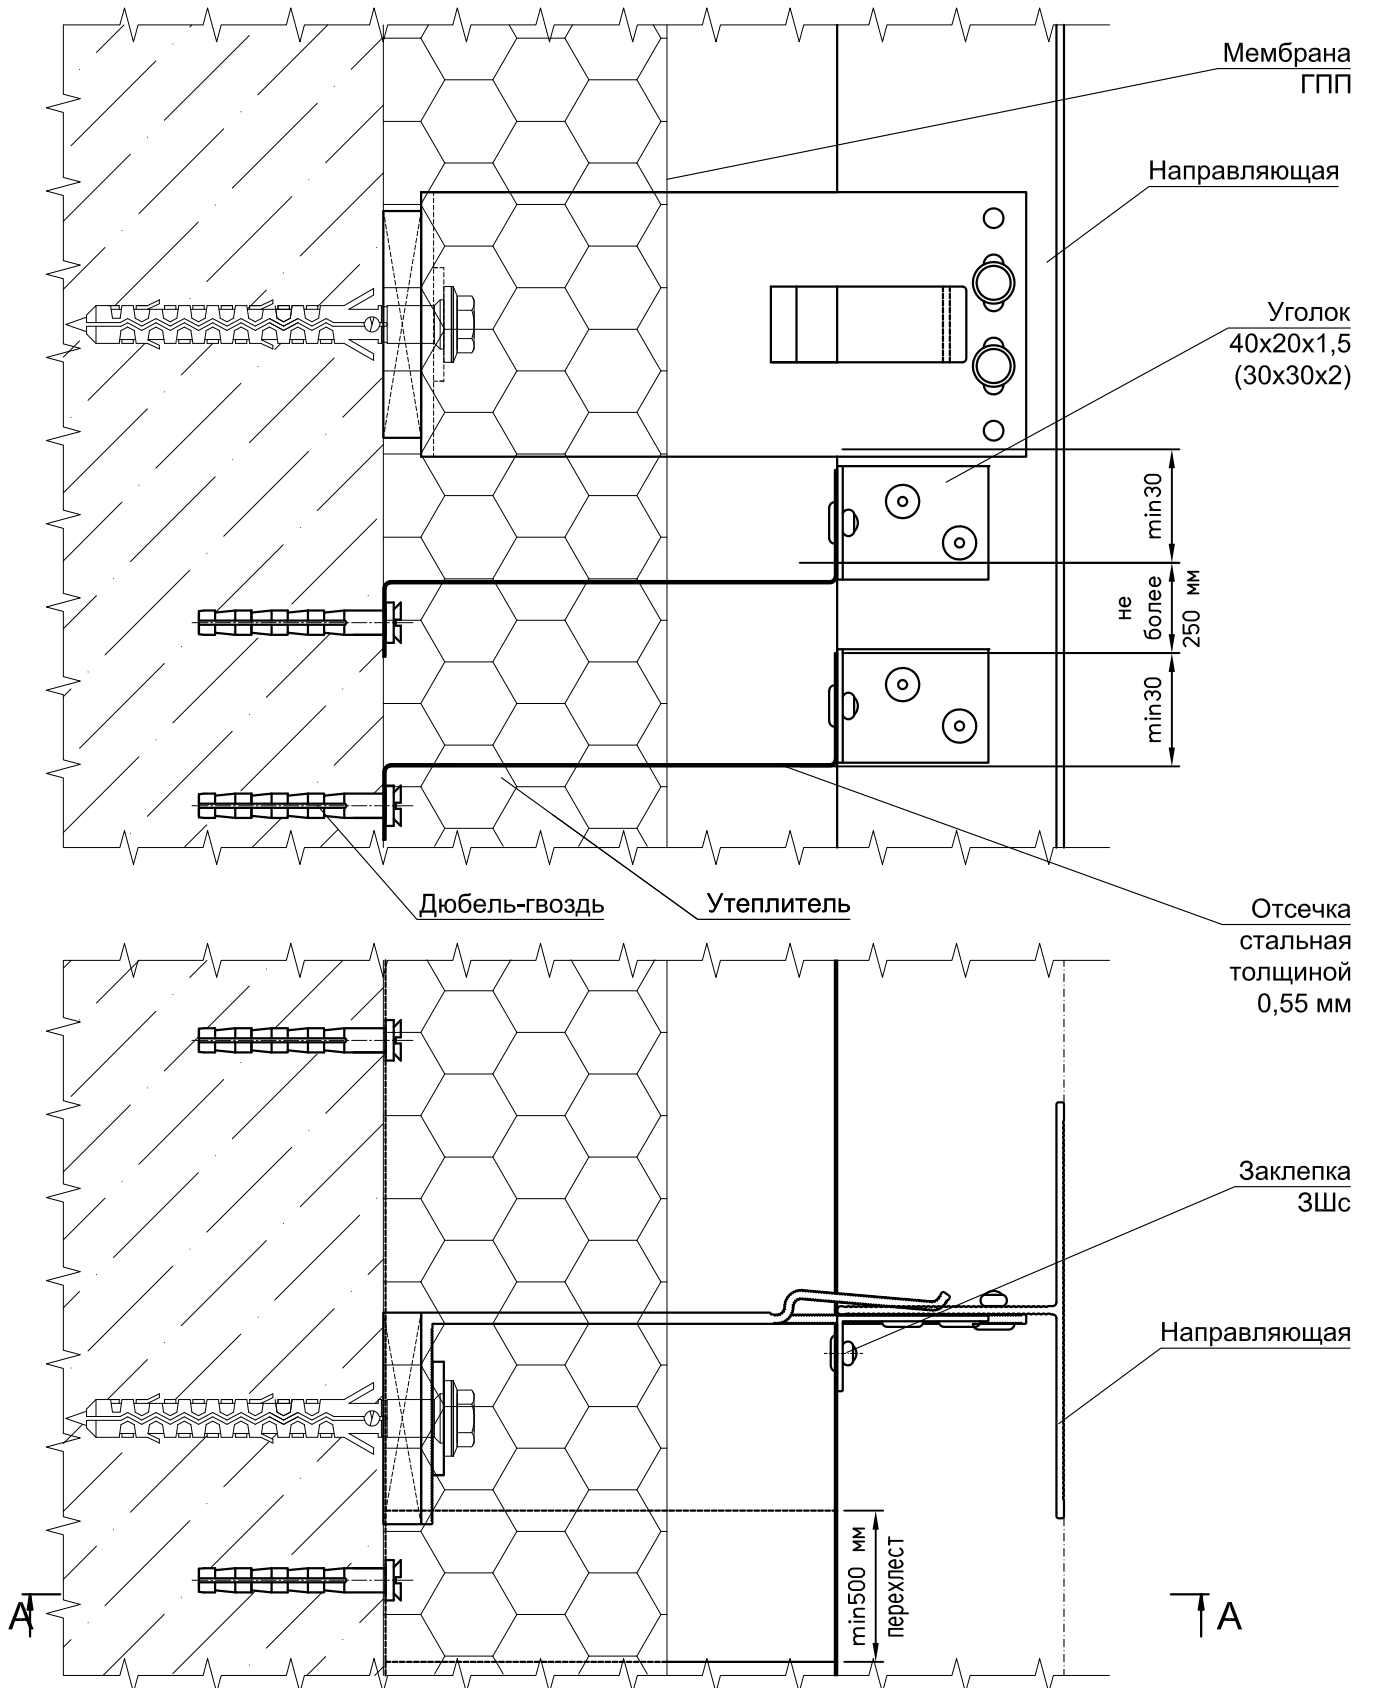 Мембрана
ГПП
Направляющая
Уголок
40х20х1,5
(30х30х2)
min30
не
более
250 мм
min30
Дюбель-гвоздь
Утеплитель
Отсечка
стальная
толщиной
0,55 мм
Заклепка
ЗШс
Направляющая
min500 мм
перехлест
А
А